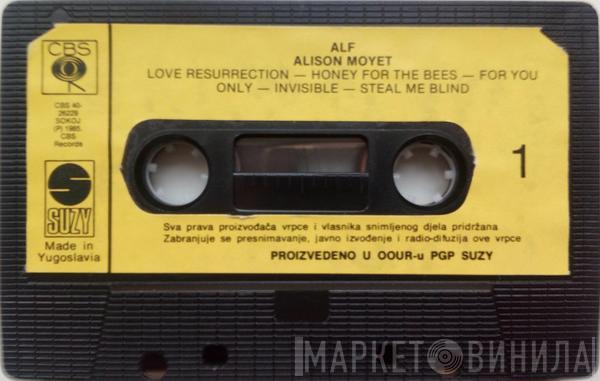 CBS
ALF
ALISON MOYET
LOVE RESURRECTION — HONEY FOR THE BEES — FOR YOU
ONLY — INVISIBLE — STEAL ME BLIND
CBS 40-
26229
SOKOJ
(P) 1985.
CBS
Records
1
SUZY
Made in
Yugoslavia
Sva prava proizvođača vrpce i vlasnika snimljenog djela pridržana
Zabranjuje se presnimavanje, javno izvođenje i radio-difuzija ove vrpce
PROIZVEDENO U OOUR-u PGP SUZY
МАРКЕТ ВИНИЛА